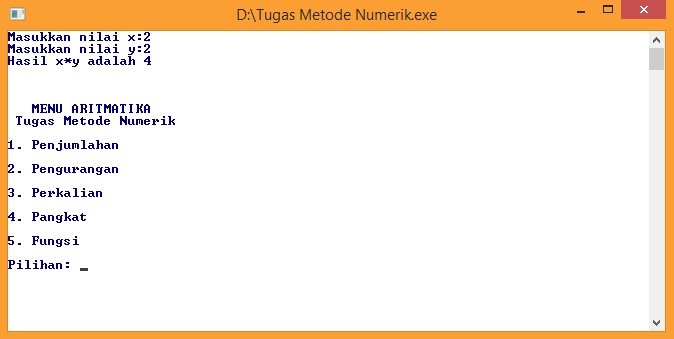 D:\Tugas Metode Numerik.exe
Masukkan nilai x:2
Masukkan nilai y:2
Hasil x*y adalah 4
MENU ARITMATIKA
Tugas Metode Numerik
1. Penjumlahan
2. Pengurangan
3. Perkalian
4. Pangkat
5. Fungsi
Pilihan: _